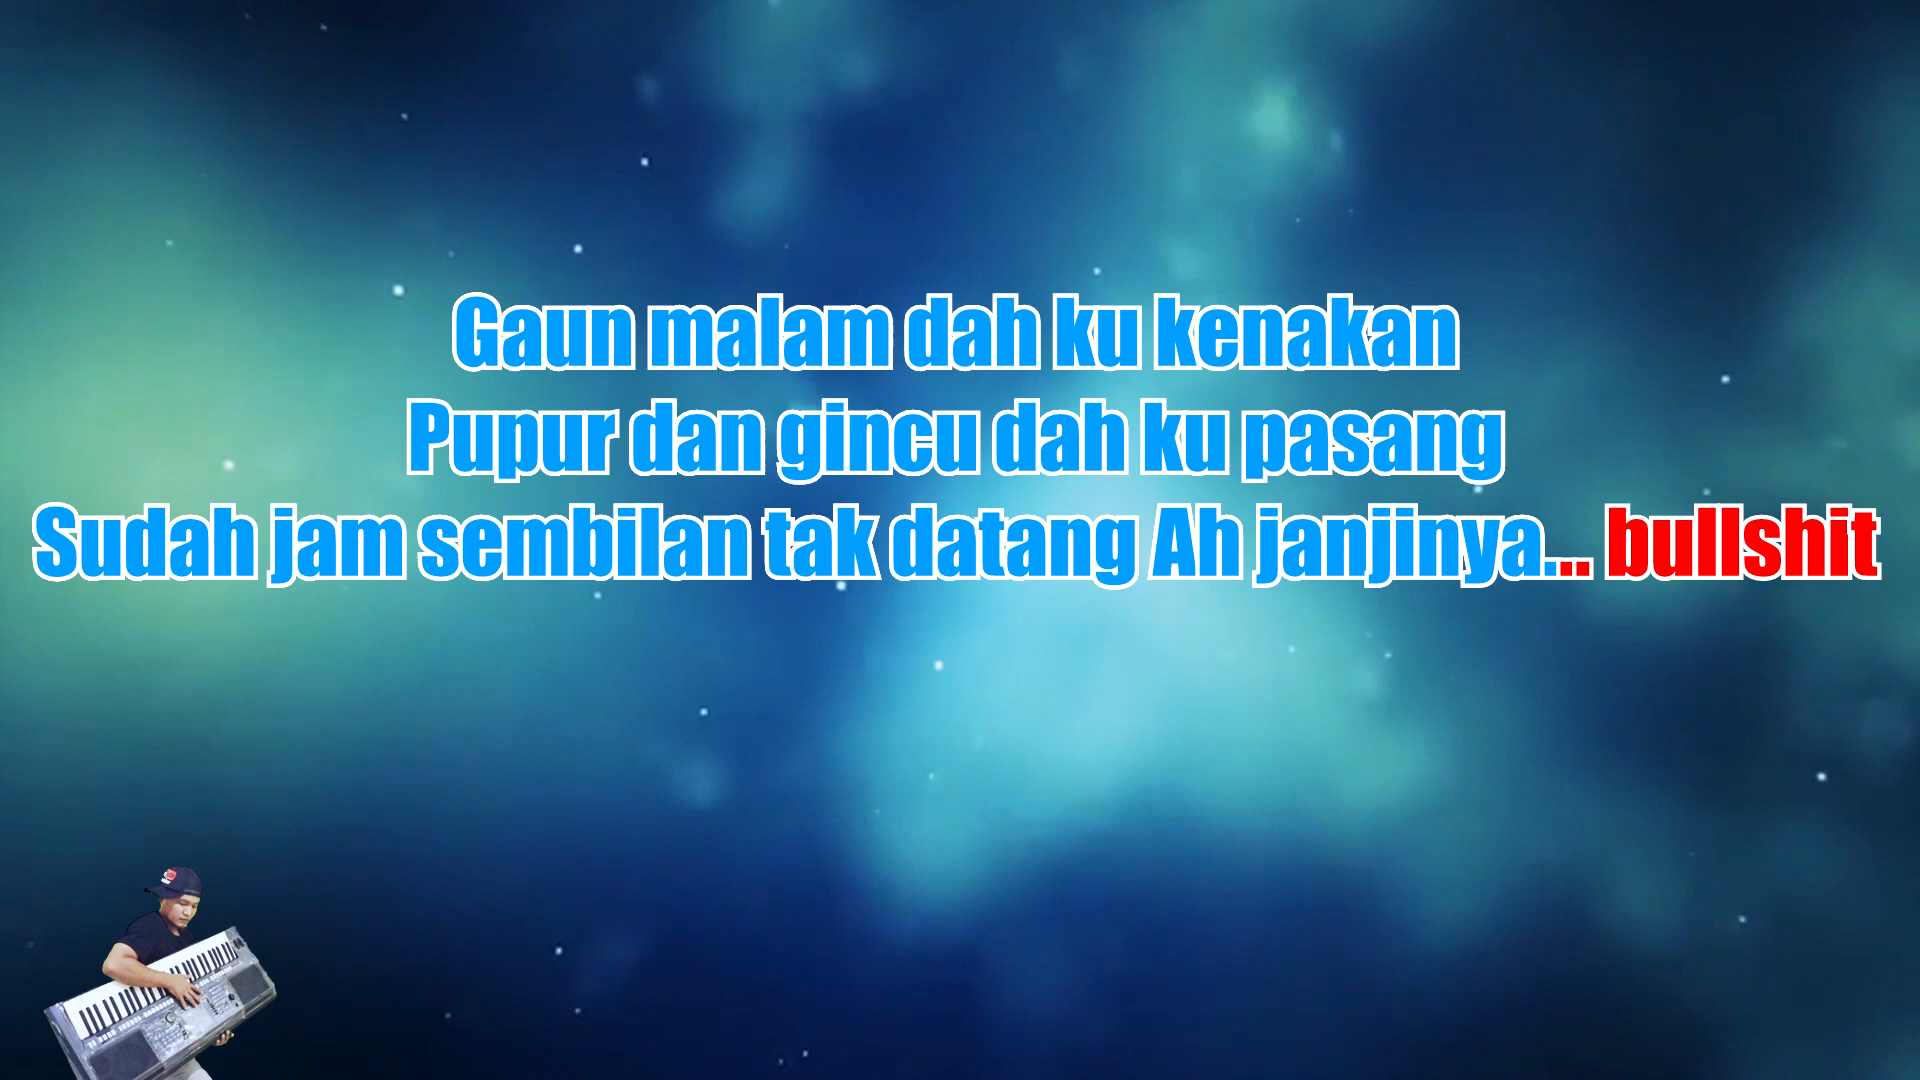 Gaun malam dah ku kenakan
Pupur dan gincu dah ku pasang
Sudah jam sembilan tak datang Ah janjinya... bullshit